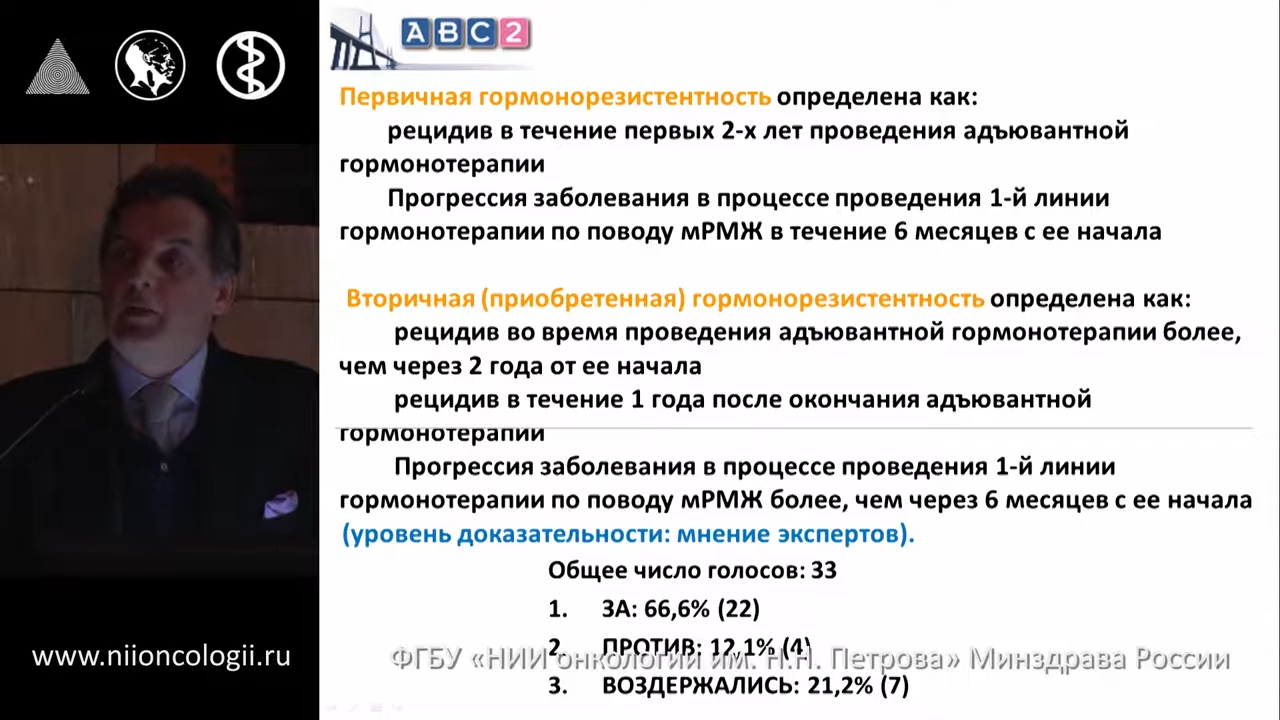 ABC2
Первичная гормонорезистентность определена как:
рецидив в течение первых 2-х лет проведения адъювантной
гормонотерапии
Прогрессия заболевания в процессе проведения 1-й линии
гормонотерапии по поводу мРМЖ в течение 6 месяцев с ее начала
Вторичная (приобретенная) гормонорезистентность определена как:
рецидив во время проведения адъювантной гормонотерапии более,
чем через 2 года от ее начала
рецидив в течение 1 года после окончания адъювантной
гормонотерапии
Прогрессия заболевания в процессе проведения 1-й линии
гормонотерапии по поводу мРМЖ более, чем через 6 месяцев с ее начала
(уровень доказательности: мнение экспертов).
Общее число голосов: 33
1. ЗА: 66,6% (22)
2. ПРОТИВ: 12,1% (4)
3. ВОЗДЕРЖАЛИСЬ: 21,2% (7)
www.niioncologii.ru
ФГБУ «НИИ онкологии им. Н.Н. Петрова» Минздрава России